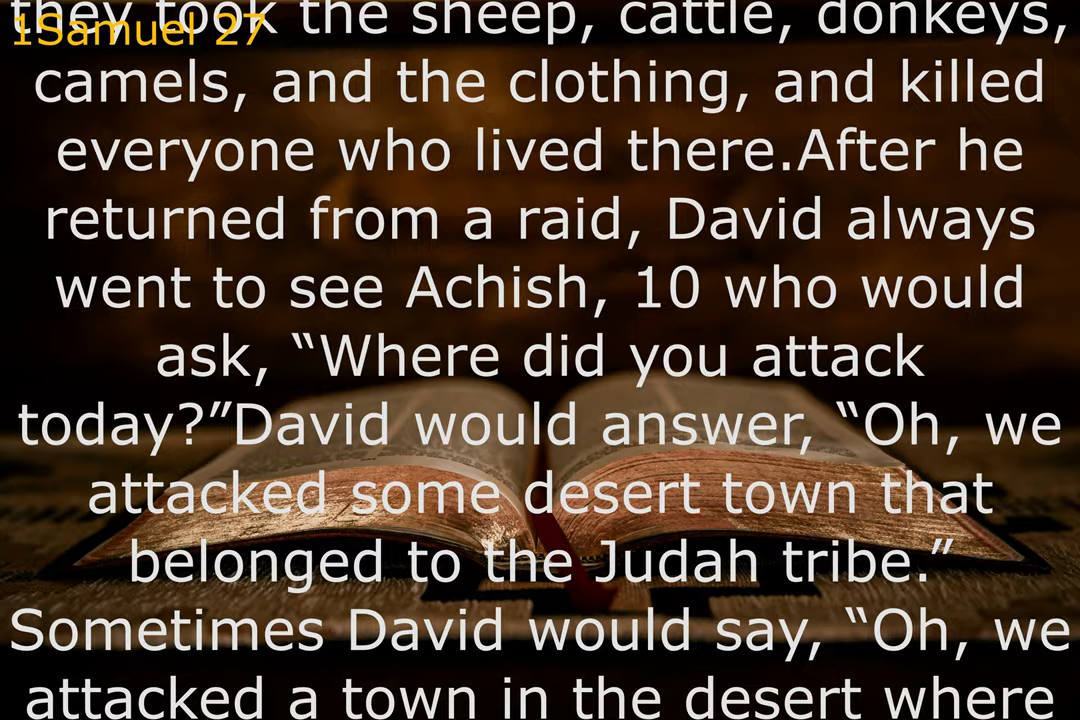 they took the sheep, cattle, donkeys,
1Samuel 27
camels, and the clothing, and killed
everyone who lived there.After he
returned from a raid, David always
went to see Achish, 10 who would
ask, “Where did you attack
today?”David would answer, “Oh, we
attacked some desert town that
belonged to the Judah tribe.”
Sometimes David would say, “Oh, we
attacked a town in the desert where